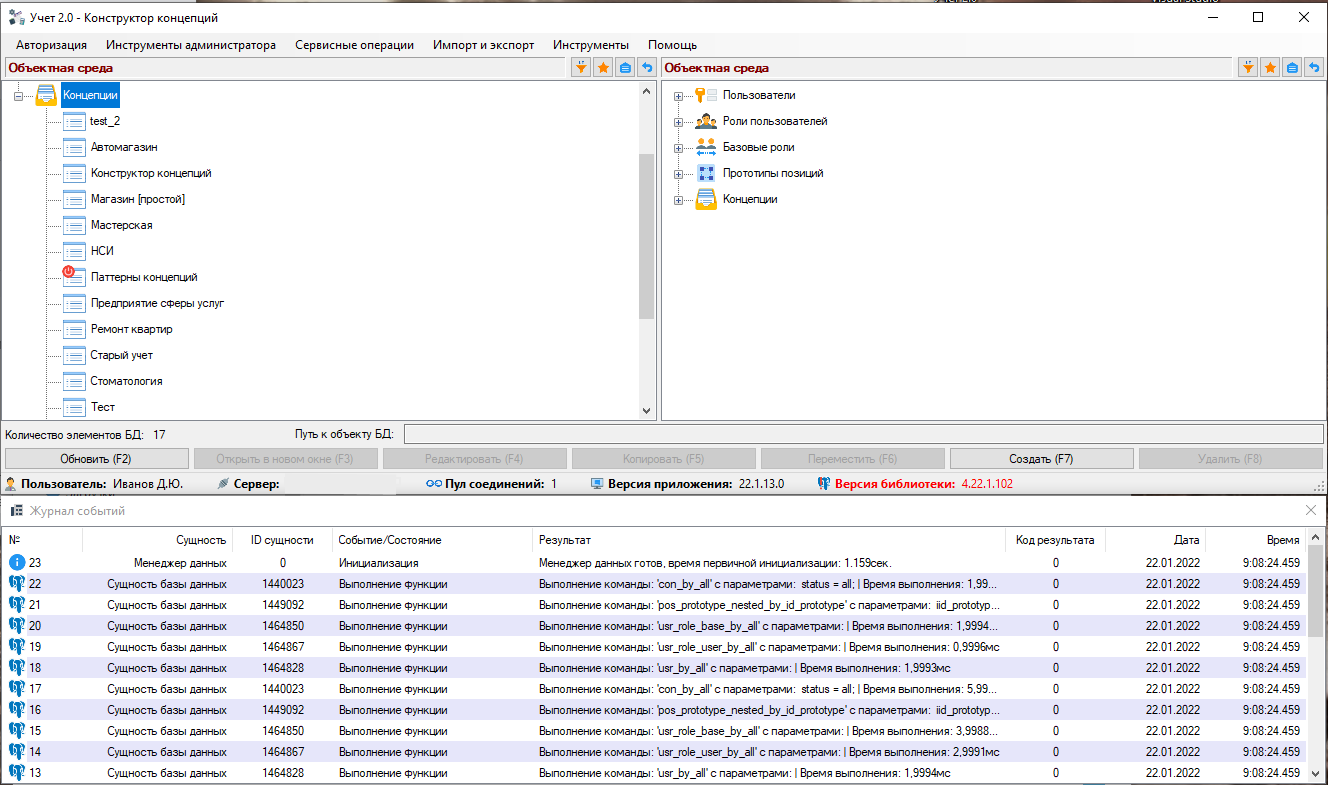 Учет 2.0 - Конструктор концепций
Авторизация Инструменты администратора Сервисные операции Импорт и экспорт Инструменты Помощь
Объектная среда
Концепции
test_2
Автомагазин
Конструктор концепций
Магазин [простой]
Мастерская
НСИ
Паттерны концепций
Предприятие сферы услуг
Ремонт квартир
Старый учет
Стоматология
Тест
Объектная среда
Пользователи
Роли пользователей
Базовые роли
Прототипы позиций
Концепции
Количество элементов БД: 17 Путь к объекту БД:
Обновить (F2) Открыть в новом окне (F3) Редактировать (F4) Копировать (F5) Переместить (F6) Создать (F7) Удалить (F8)
Пользователь: Иванов Д.Ю. Сервер: Пул соединений: 1 Версия приложения: 22.1.13.0 Версия библиотеки: 4.22.1.102
Журнал событий
№ Сущность ID сущности Событие/Состояние Результат Код результата Дата Время
23 Менеджер данных 0 Инициализация Менеджер данных готов, время первичной инициализации: 1.159сек. 0 22.01.2022 9:08:24.459
22 Сущность базы данных 1440023 Выполнение функции Выполнение команды: 'con_by_all' с параметрами: status = all; | Время выполнения: 1,99... 0 22.01.2022 9:08:24.459
21 Сущность базы данных 1449092 Выполнение функции Выполнение команды: 'pos_prototype_nested_by_id_prototype' с параметрами: iid_prototyp... 0 22.01.2022 9:08:24.459
20 Сущность базы данных 1464850 Выполнение функции Выполнение команды: 'usr_role_base_by_all' с параметрами: | Время выполнения: 1,9994... 0 22.01.2022 9:08:24.459
19 Сущность базы данных 1464867 Выполнение функции Выполнение команды: 'usr_role_user_by_all' с параметрами: | Время выполнения: 0,9996мс 0 22.01.2022 9:08:24.459
18 Сущность базы данных 1464828 Выполнение функции Выполнение команды: 'usr_by_all' с параметрами: | Время выполнения: 1,9993мс 0 22.01.2022 9:08:24.459
17 Сущность базы данных 1440023 Выполнение функции Выполнение команды: 'con_by_all' с параметрами: status = all; | Время выполнения: 5,99... 0 22.01.2022 9:08:24.459
16 Сущность базы данных 1449092 Выполнение функции Выполнение команды: 'pos_prototype_nested_by_id_prototype' с параметрами: iid_prototyp... 0 22.01.2022 9:08:24.459
15 Сущность базы данных 1464850 Выполнение функции Выполнение команды: 'usr_role_base_by_all' с параметрами: | Время выполнения: 3,9988... 0 22.01.2022 9:08:24.459
14 Сущность базы данных 1464867 Выполнение функции Выполнение команды: 'usr_role_user_by_all' с параметрами: | Время выполнения: 2,9991мс 0 22.01.2022 9:08:24.459
13 Сущность базы данных 1464828 Выполнение функции Выполнение команды: 'usr_by_all' с параметрами: | Время выполнения: 1,9994мс 0 22.01.2022 9:08:24.459